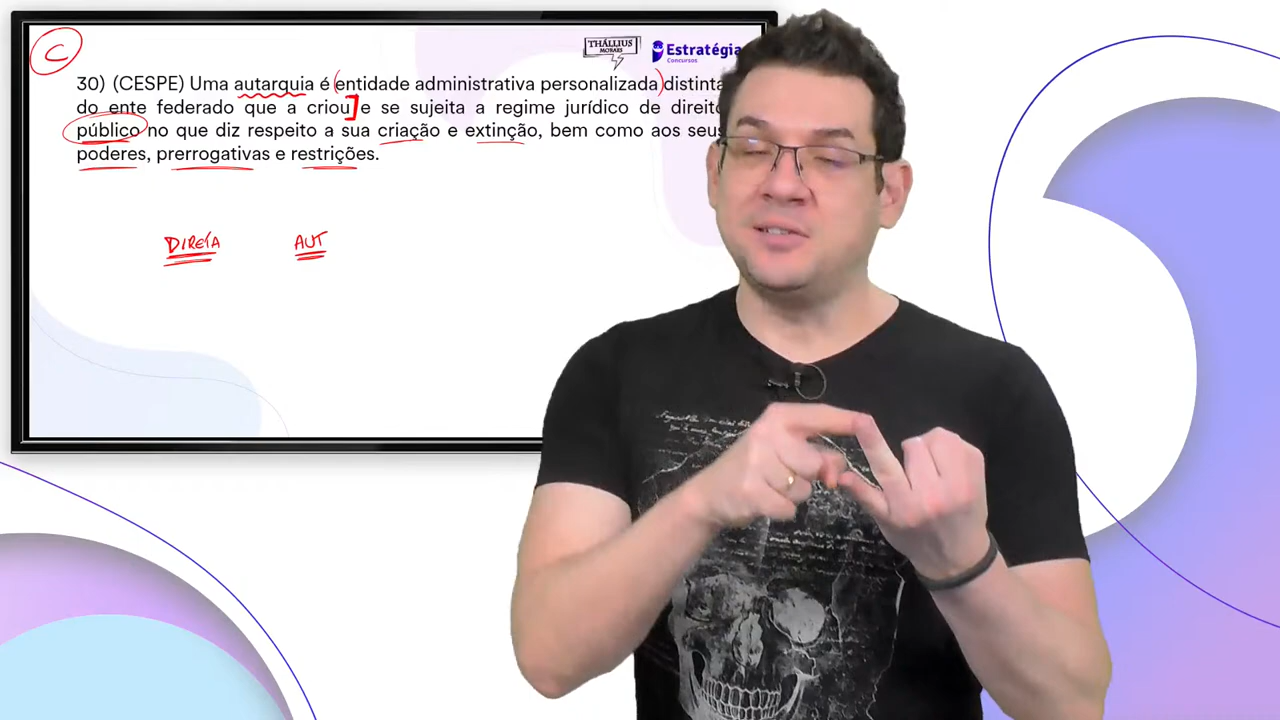 C
THÁLLIUS
MORAES
Estratégia
Concursos
30) (CESPE) Uma autarquia é entidade administrativa personalizada distinta
do ente federado que a criou e se sujeita a regime jurídico de direito
público no que diz respeito a sua criação e extinção, bem como aos seus
poderes, prerrogativas e restrições.
DIRETA AUT